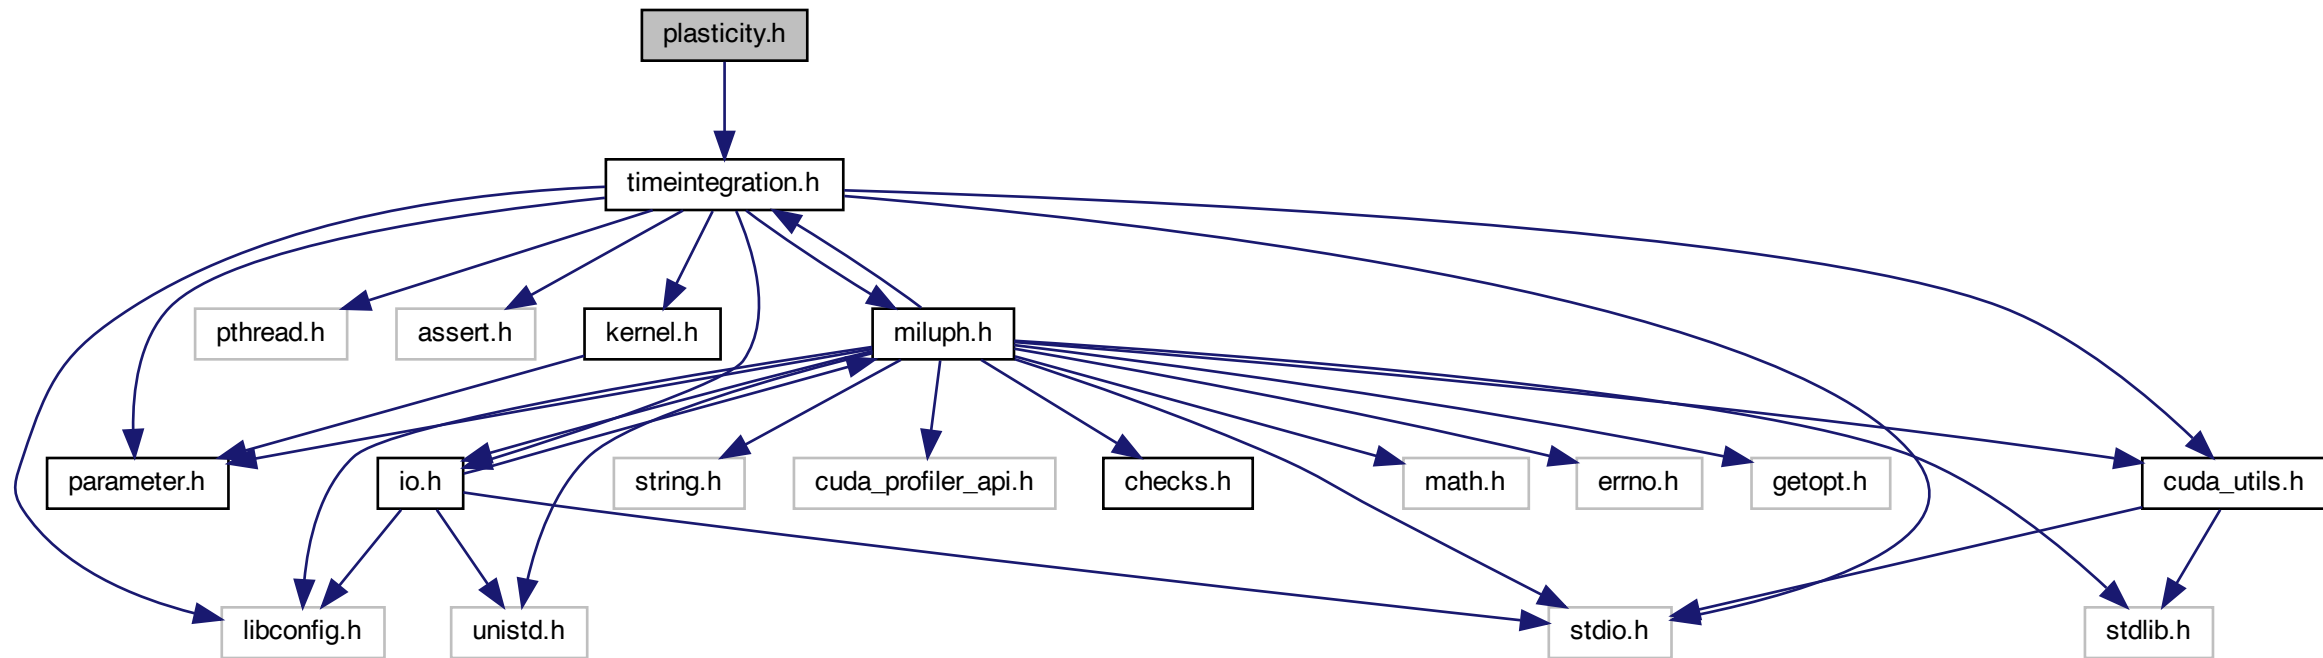 plasticity.h
timeintegration.h
pthread.h
assert.h
kernel.h
miluph.h
parameter.h
io.h
string.h
cuda_profiler_api.h
checks.h
math.h
errno.h
getopt.h
cuda_utils.h
libconfig.h
unistd.h
stdio.h
stdlib.h